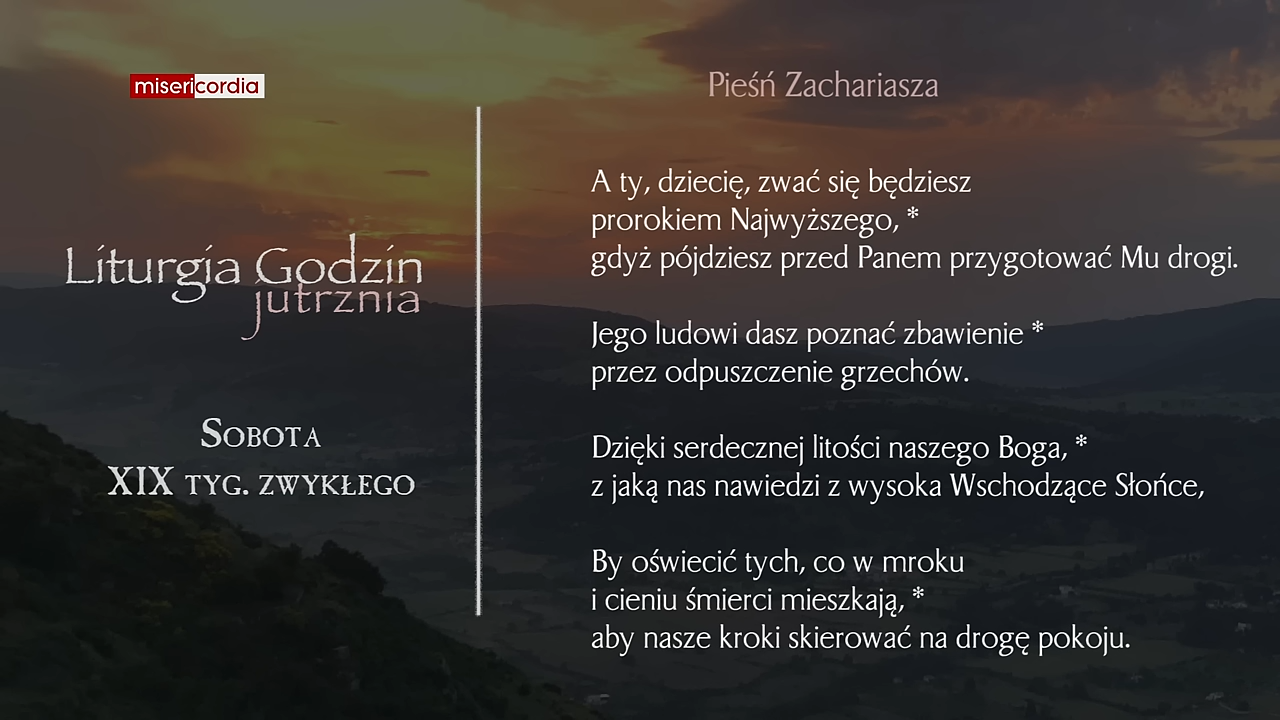 misericordia
Liturgia Godzin
jutrznia
Sobota
XIX tyg. zwykłego
Pieśń Zachariasza
A ty, dziecię, zwać się będziesz
prorokiem Najwyższego, *
gdyż pójdziesz przed Panem przygotować Mu drogi.
Jego ludowi dasz poznać zbawienie *
przez odpuszczenie grzechów.
Dzięki serdecznej litości naszego Boga, *
z jaką nas nawiedzi z wysoka Wschodzące Słońce,
By oświecić tych, co w mroku
i cieniu śmierci mieszkają, *
aby nasze kroki skierować na drogę pokoju.